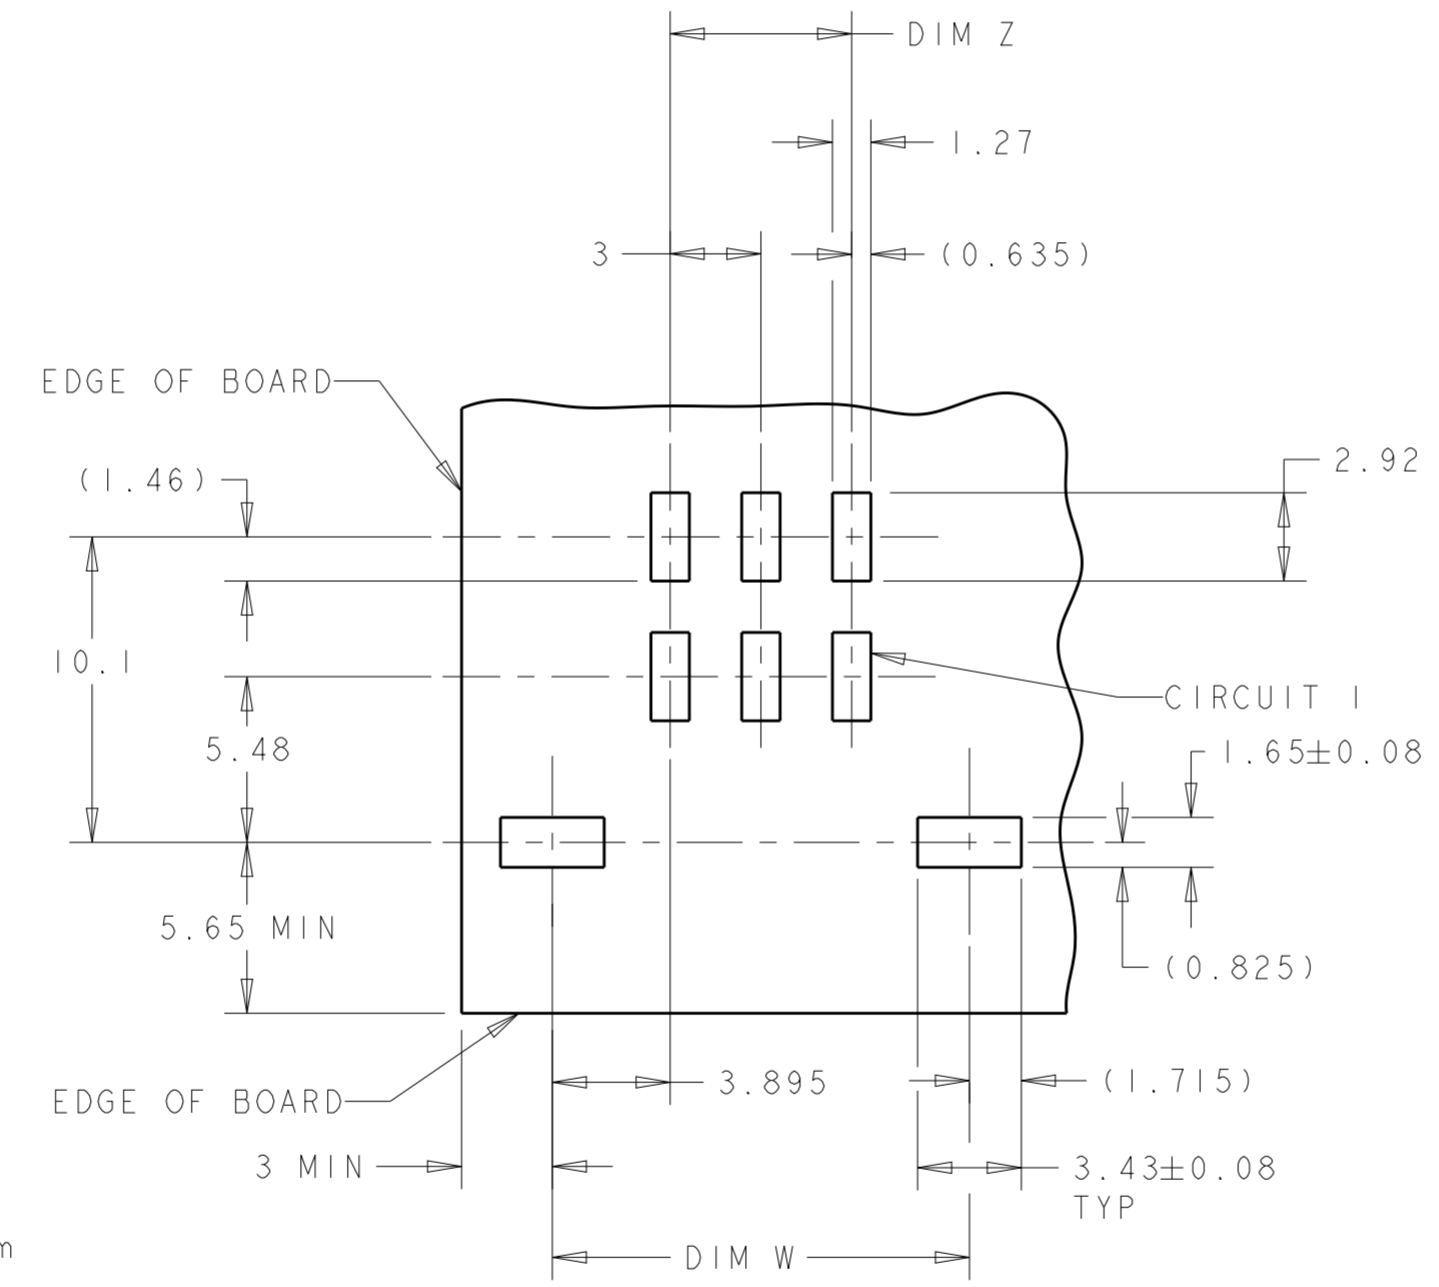 DIM Z
1.27
3
(0.635)
EDGE OF BOARD
2.92
(1.46)
10.1
CIRCUIT 1
5.48
1.65±0.08
5.65 MIN
(0.825)
3.895
(1.715)
EDGE OF BOARD
3 MIN
3.43±0.08
TYP
DIM W
m